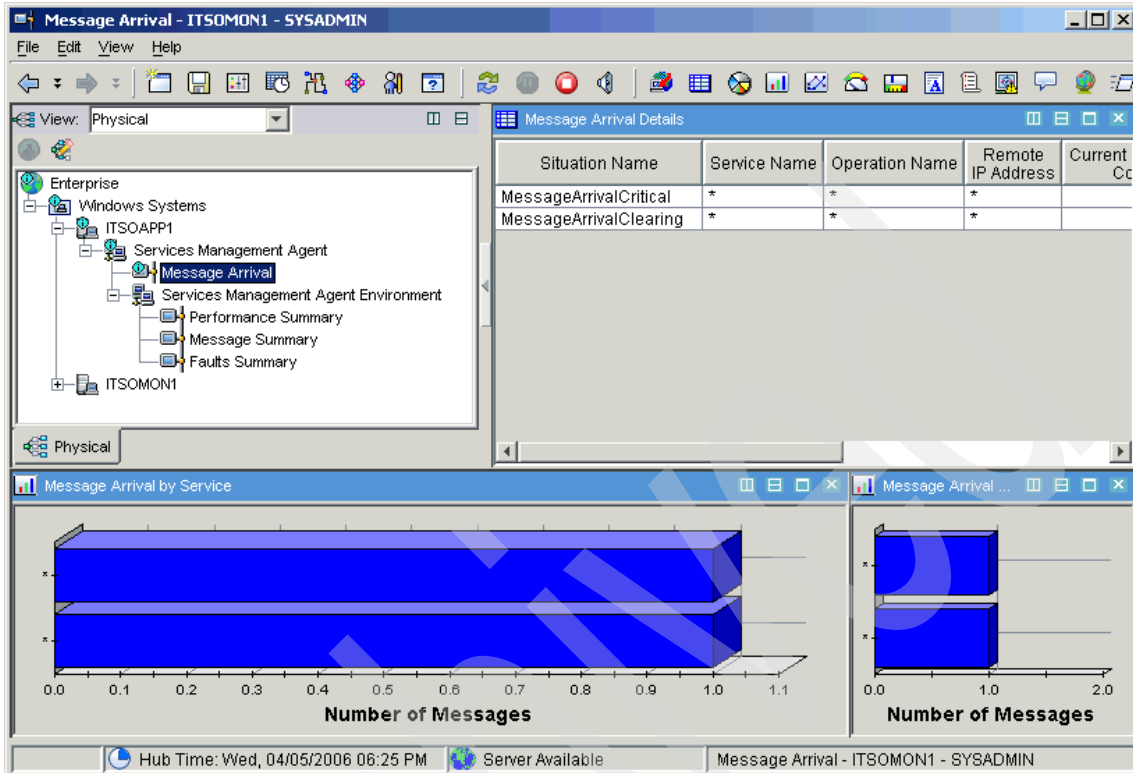 Message Arrival - ITSOMON1 - SYSADMIN
File Edit View Help
View: Physical
Enterprise
Windows Systems
ITSOAPP1
Services Management Agent
Message Arrival
Services Management Agent Environment
Performance Summary
Message Summary
Faults Summary
ITSOMON1
Physical
Message Arrival Details
Situation Name Service Name Operation Name Remote IP Address Current Co
MessageArrivalCritical * * *
MessageArrivalClearing * * *
Message Arrival by Service
*
*
0.0 0.1 0.2 0.3 0.4 0.5 0.6 0.7 0.8 0.9 1.0 1.1
Number of Messages
Message Arrival ...
*
*
0.0 1.0 2.0
Number of Messages
Hub Time: Wed, 04/05/2006 06:25 PM Server Available Message Arrival - ITSOMON1 - SYSADMIN